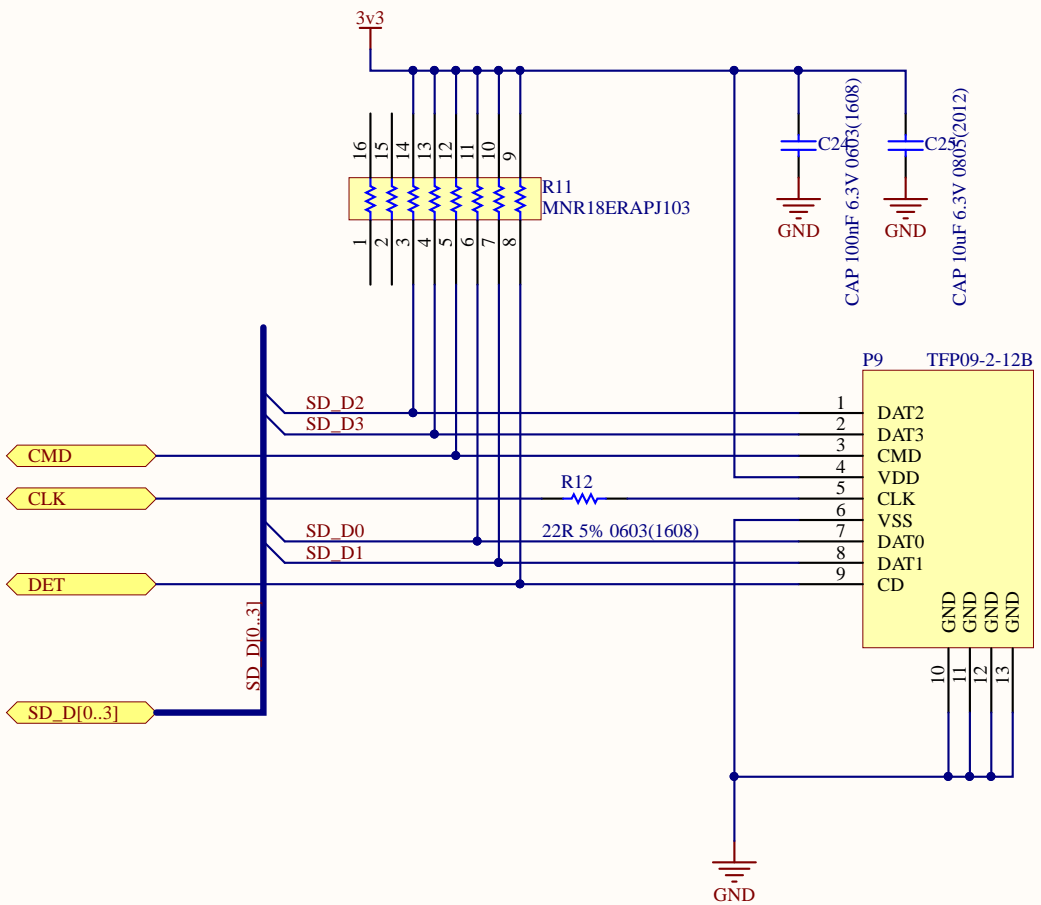 3v3
16
15
14
13
12
11
10
9
R11
MNR18ERAPJ103
1
2
3
4
5
6
7
8
C24
CAP 100nF 6.3V 0603(1608)
C25
CAP 10uF 6.3V 0805(2012)
GND
GND
P9
TFP09-2-12B
SD_D2
1
DAT2
SD_D3
2
DAT3
CMD
3
CMD
4
VDD
CLK
R12
5
CLK
6
VSS
SD_D0
22R 5% 0603(1608)
7
DAT0
SD_D1
8
DAT1
DET
9
CD
GND
GND
GND
GND
10
11
12
13
SD_D[0..3]
SD_D[0..3]
GND